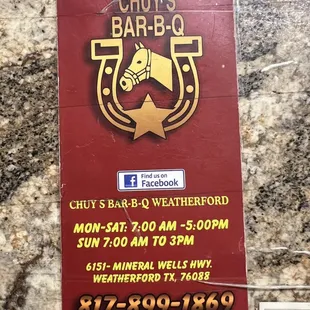 CHUY'S
BAR-B-Q
f Find us on
Facebook
CHUY S BAR-B-Q WEATHERFORD
MON-SAT: 7:00 AM -5:00PM
SUN 7:00 AM TO 3PM
6151- MINERAL WELLS HWY.
WEATHERFORD TX, 76088
817-899-1869